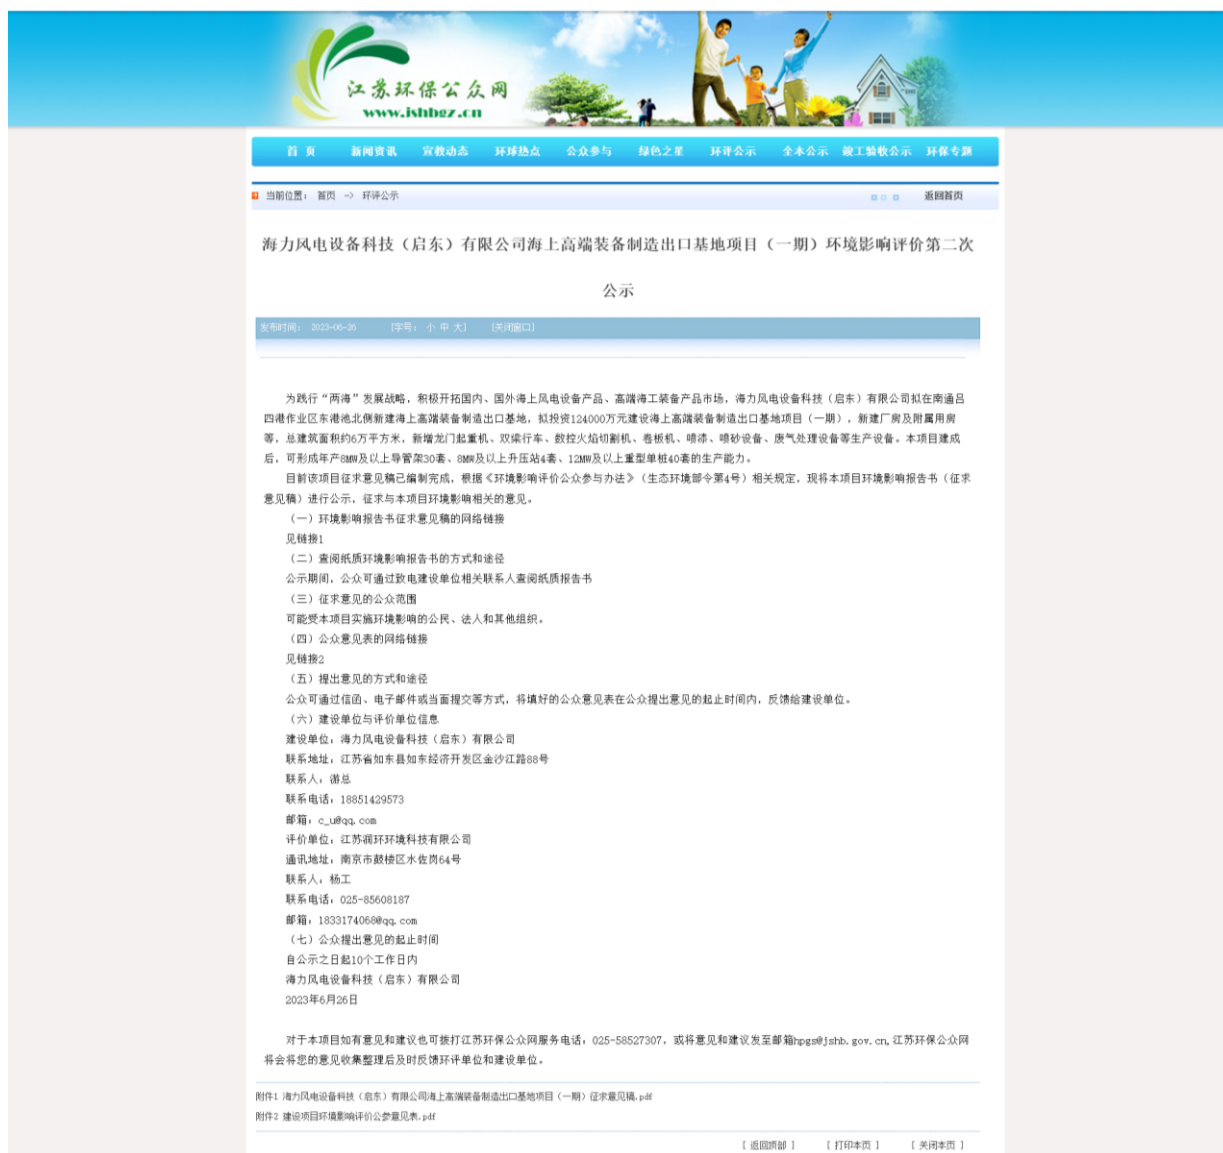 江苏环保公众网
www.jshbgz.cn
首 页 新闻资讯 宣教动态 环球热点 公众参与 绿色之星 环评公示 全本公示 竣工验收公示 环保专题
当前位置： 首页 -> 环评公示 返回首页
海力风电设备科技（启东）有限公司海上高端装备制造出口基地项目（一期）环境影响评价第二次
公示
发布时间： 2023-06-26 [字号： 小 中 大] [关闭窗口]
为践行“两海”发展战略，积极开拓国内、国外海上风电设备产品、高端海工装备产品市场，海力风电设备科技（启东）有限公司拟在南通吕
四港作业区东港池北侧新建海上高端装备制造出口基地，拟投资124000万元建设海上高端装备制造出口基地项目（一期），新建厂房及附属用房
等，总建筑面积约6万平方米，新增龙门起重机、双梁行车、数控火焰切割机、卷板机、喷漆、喷砂设备、废气处理设备等生产设备。本项目建成
后，可形成年产8MW及以上导管架30套、8MW及以上升压站4套、12MW及以上重型单桩40套的生产能力。
目前该项目征求意见稿已编制完成，根据《环境影响评价公众参与办法》（生态环境部令第4号）相关规定，现将本项目环境影响报告书（征求
意见稿）进行公示，征求与本项目环境影响相关的意见。
（一）环境影响报告书征求意见稿的网络链接
见链接1
（二）查阅纸质环境影响报告书的方式和途径
公示期间，公众可通过致电建设单位相关联系人查阅纸质报告书
（三）征求意见的公众范围
可能受本项目实施环境影响的公民、法人和其他组织。
（四）公众意见表的网络链接
见链接2
（五）提出意见的方式和途径
公众可通过信函、电子邮件或当面提交等方式，将填好的公众意见表在公众提出意见的起止时间内，反馈给建设单位。
（六）建设单位与评价单位信息
建设单位：海力风电设备科技（启东）有限公司
联系地址：江苏省如东县如东经济开发区金沙江路88号
联系人：游总
联系电话：18851429573
邮箱：c_u@qq.com
评价单位：江苏润环环境科技有限公司
通讯地址：南京市鼓楼区水佐岗64号
联系人：杨工
联系电话：025-85608187
邮箱：1833174068@qq.com
（七）公众提出意见的起止时间
自公示之日起10个工作日内
海力风电设备科技（启东）有限公司
2023年6月26日
对于本项目如有意见和建议也可拨打江苏环保公众网服务电话：025-58527307，或将意见和建议发至邮箱hpgs@jshb.gov.cn,江苏环保公众网
将会将您的意见收集整理后及时反馈环评单位和建设单位。
附件1 海力风电设备科技（启东）有限公司海上高端装备制造出口基地项目（一期）征求意见稿.pdf
附件2 建设项目环境影响评价公参意见表.pdf
[ 返回顶部 ] [ 打印本页 ] [ 关闭本页 ]